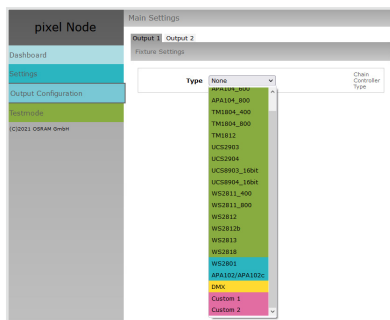 pixel Node
Main Settings
Output 1 Output 2
Fixture Settings
Dashboard
Settings
Output Configuration
Testmode
(C)2021 OSRAM GmbH
Type None
Chain
Controller
Type
APA104_800
TM1804_400
TM1804_800
TM1812
UCS2903
UCS2904
UCS8903_16bit
UCS8904_16bit
WS2811_400
WS2811_800
WS2812
WS2812b
WS2813
WS2818
WS2801
APA102/APA102c
DMX
Custom 1
Custom 2